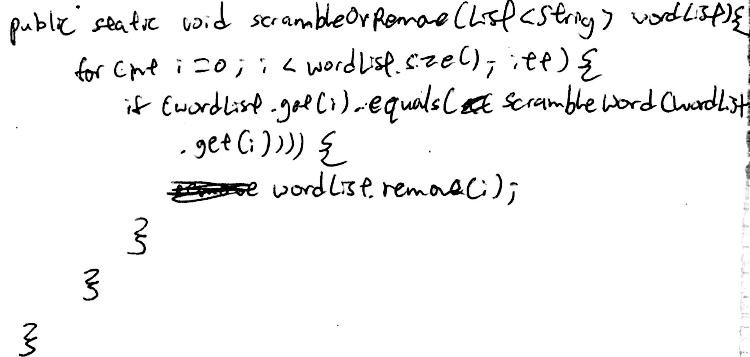 public static void scrambleOrRemove(List<String> wordList){
for (int i=0; i < wordList.size(); i++) {
if (wordList.get(i).equals( scrambleWord(wordList
.get(i)))) {
wordList.remove(i);
}
}
}